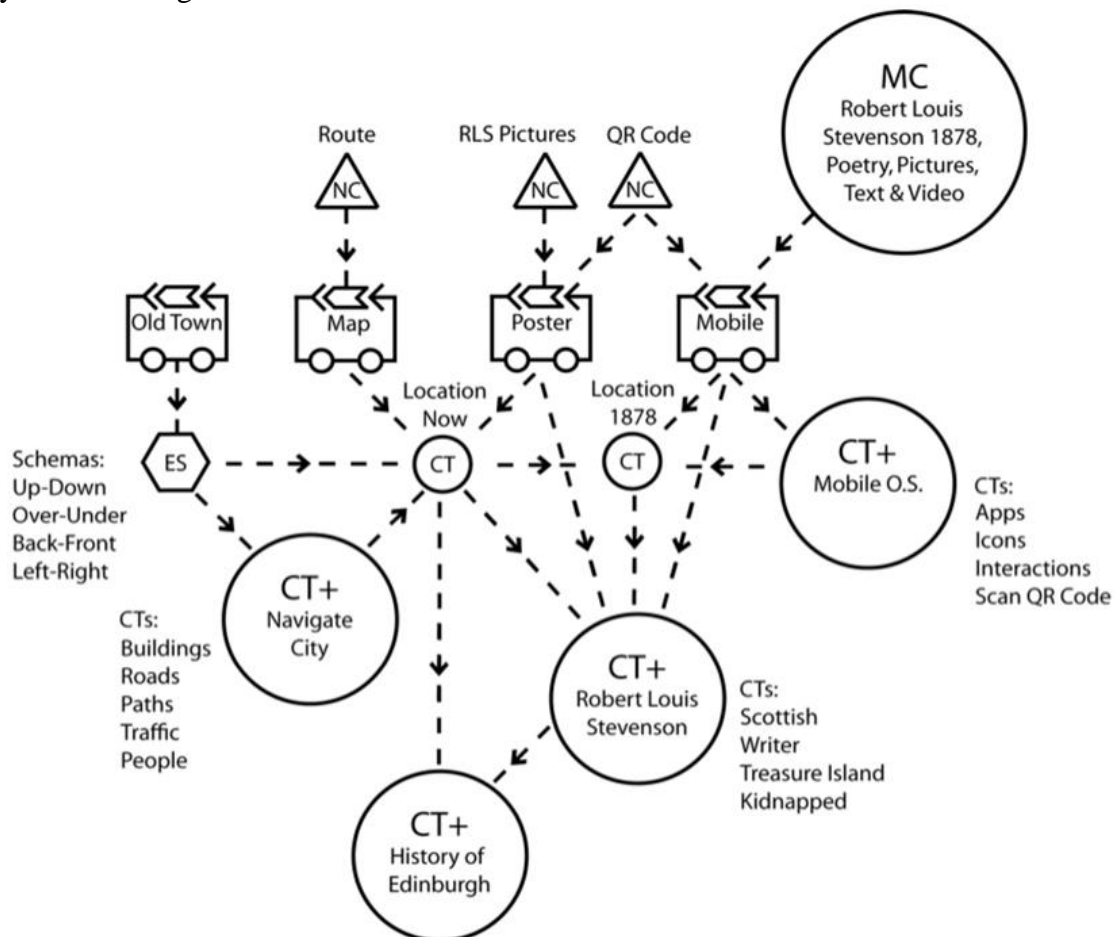 MC
Robert Louis
Stevenson 1878,
Poetry, Pictures,
Text & Video
Route
RLS Pictures
QR Code
NC
NC
NC
Old Town
Map
Poster
Mobile
Location
Now
Location
1878
ES
CT
CT
CT+
Mobile O.S.
Schemas:
Up-Down
Over-Under
Back-Front
Left-Right
CTs:
Apps
Icons
Interactions
Scan QR Code
CT+
Navigate
City
CTs:
Buildings
Roads
Paths
Traffic
People
CT+
Robert Louis
Stevenson
CTs:
Scottish
Writer
Treasure Island
Kidnapped
CT+
History of
Edinburgh